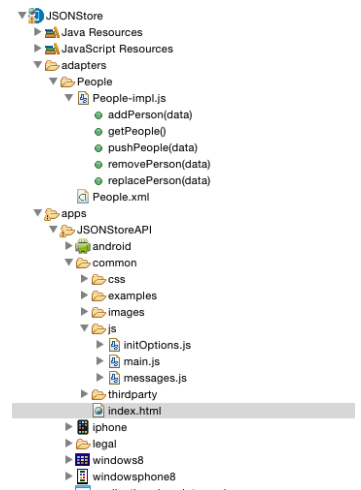 JSONStore
Java Resources
JavaScript Resources
adapters
People
People-impl.js
addPerson(data)
getPeople()
pushPeople(data)
removePerson(data)
replacePerson(data)
People.xml
apps
JSONStoreAPI
android
common
css
examples
images
js
initOptions.js
main.js
messages.js
thirdparty
index.html
iphone
legal
windows8
windowsphone8